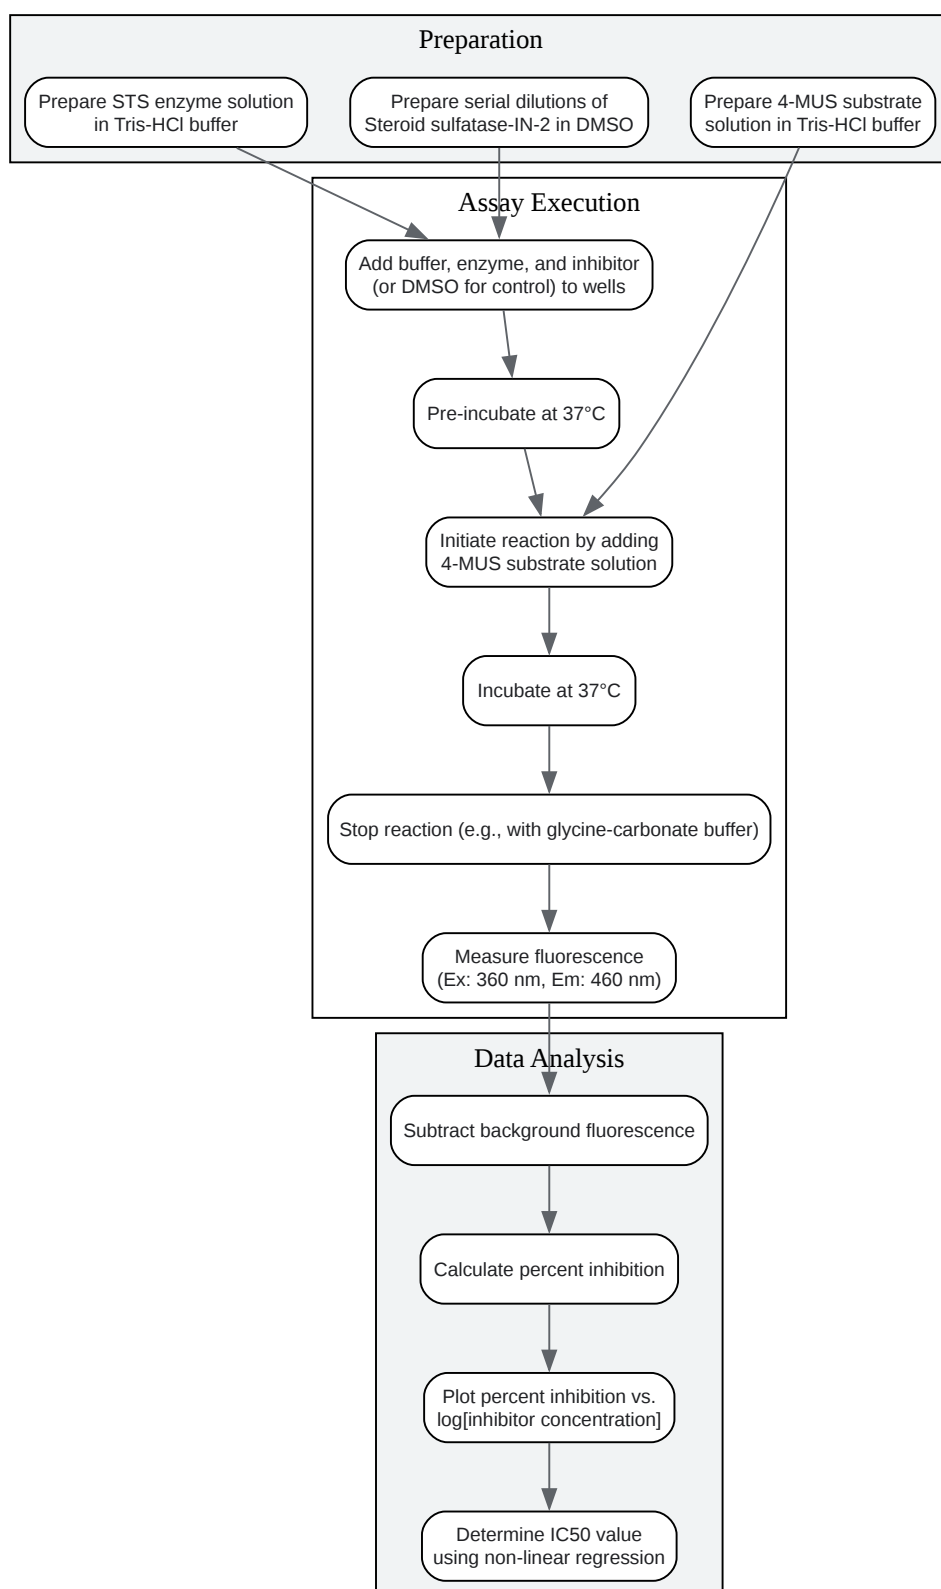 Preparation
Prepare STS enzyme solution
in Tris-HCl buffer
Prepare serial dilutions of
Steroid sulfatase-IN-2 in DMSO
Prepare 4-MUS substrate
solution in Tris-HCl buffer
Assay Execution
Add buffer, enzyme, and inhibitor
(or DMSO for control) to wells
Pre-incubate at 37°C
Initiate reaction by adding
4-MUS substrate solution
Incubate at 37°C
Stop reaction (e.g., with glycine-carbonate buffer)
Measure fluorescence
(Ex: 360 nm, Em: 460 nm)
Data Analysis
Subtract background fluorescence
Calculate percent inhibition
Plot percent inhibition vs.
log[inhibitor concentration]
Determine IC50 value
using non-linear regression